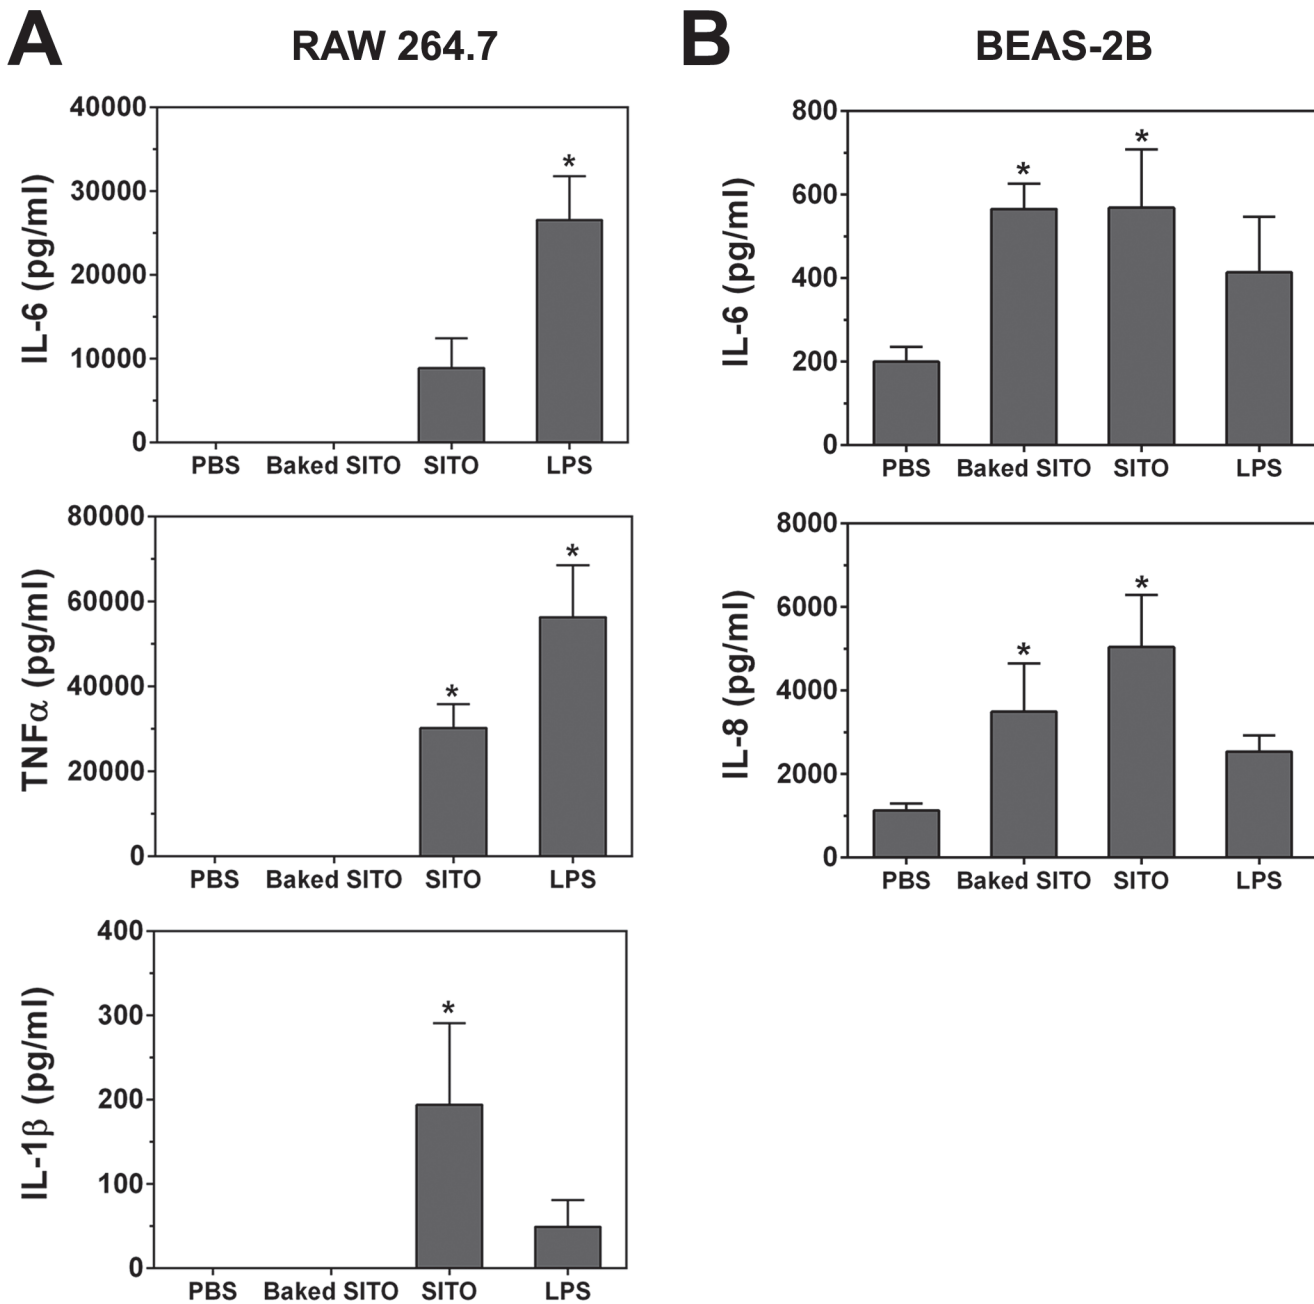 A
RAW 264.7
IL-6 (pg/ml)
40000
30000
20000
10000
0
*
PBS
Baked SITO
SITO
LPS
TNFα (pg/ml)
80000
60000
40000
20000
0
*
*
PBS
Baked SITO
SITO
LPS
IL-1β (pg/ml)
400
300
200
100
0
*
PBS
Baked SITO
SITO
LPS
B
BEAS-2B
IL-6 (pg/ml)
800
600
400
200
0
*
*
PBS
Baked SITO
SITO
LPS
IL-8 (pg/ml)
8000
6000
4000
2000
0
*
*
PBS
Baked SITO
SITO
LPS